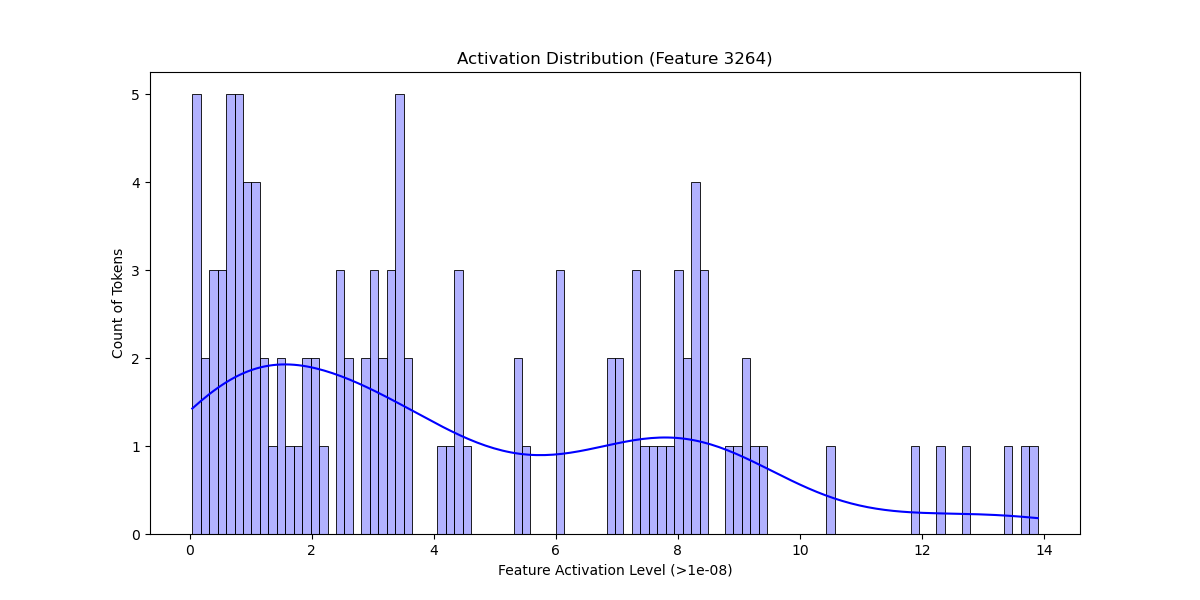 Activation Distribution (Feature 3264)
Count of Tokens
5
4
3
2
1
0
0 2 4 6 8 10 12 14
Feature Activation Level (>1e-08)